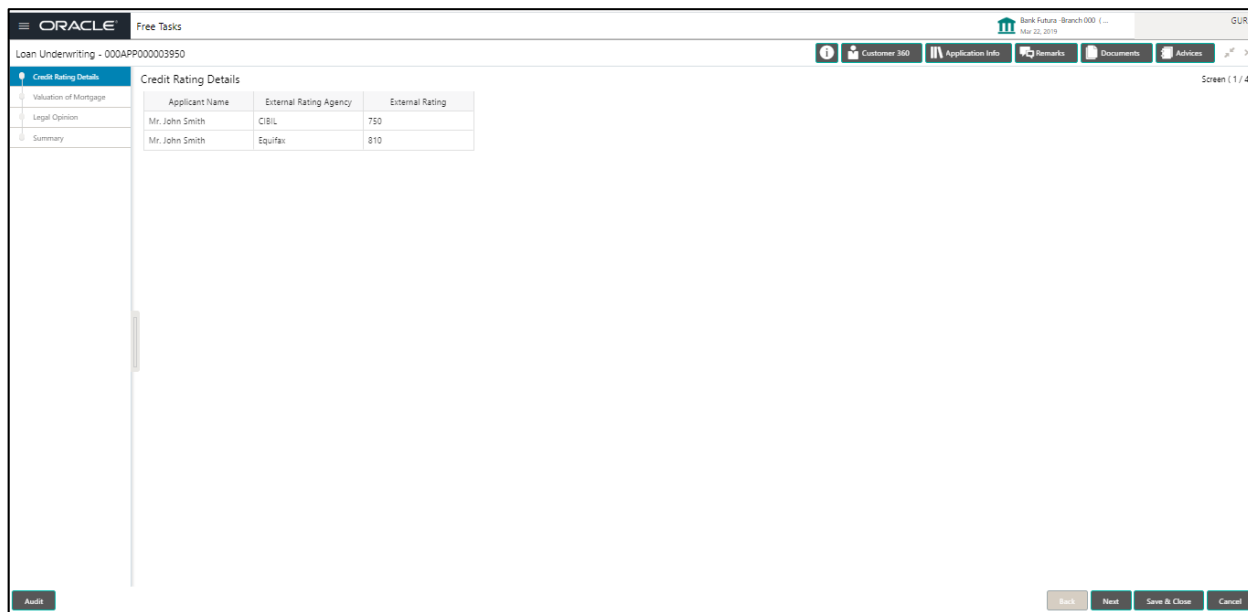 ORACLE Free Tasks Bank Futura -Branch 000 (... GUR
Mar 22, 2019
Loan Underwriting - 000APP000003950 Customer 360 Application Info Remarks Documents Advices
Credit Rating Details Credit Rating Details Screen ( 1 / 4
Valuation of Mortgage Applicant Name External Rating Agency External Rating
Legal Opinion Mr. John Smith CIBIL 750
Summary Mr. John Smith Equifax 810
Audit Back Next Save & Close Cancel